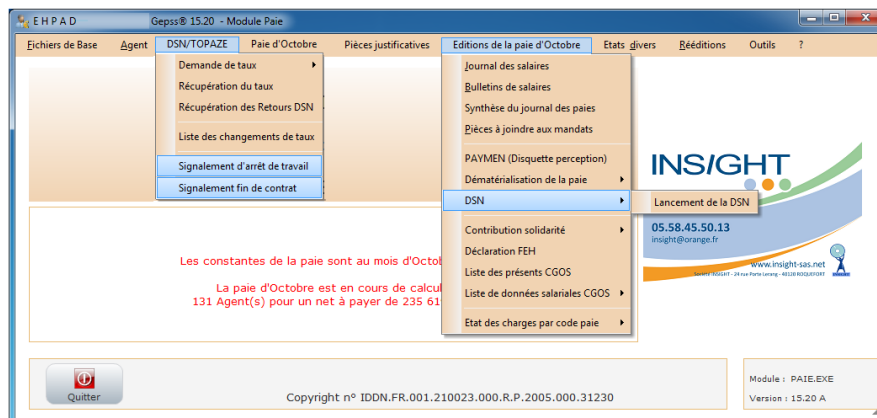 E H P A D Gepss® 15.20 - Module Paie
Fichiers de Base Agent DSN/TOPAZE Paie d'Octobre Pièces justificatives Editions de la paie d'Octobre Etats divers Rééditions Outils ?
Demande de taux
Récupération du taux
Récupération des Retours DSN
Liste des changements de taux
Signalement d'arrêt de travail
Signalement fin de contrat
Journal des salaires
Bulletins de salaires
Synthèse du journal des paies
Pièces à joindre aux mandats
PAYMEN (Disquette perception)
Dématérialisation de la paie
DSN
Lancement de la DSN
Contribution solidarité
Déclaration FEH
Liste des présents CGOS
Liste de données salariales CGOS
Etat des charges par code paie
INSIGHT
05.58.45.50.13
insight@orange.fr
www.insight-sas.net
Les constantes de la paie sont au mois d'Octob
La paie d'Octobre est en cours de calcul
131 Agent(s) pour un net à payer de 235 61
Quitter
Copyright n° IDDN.FR.001.210023.000.R.P.2005.000.31230
Module : PAIE.EXE
Version : 15.20 A